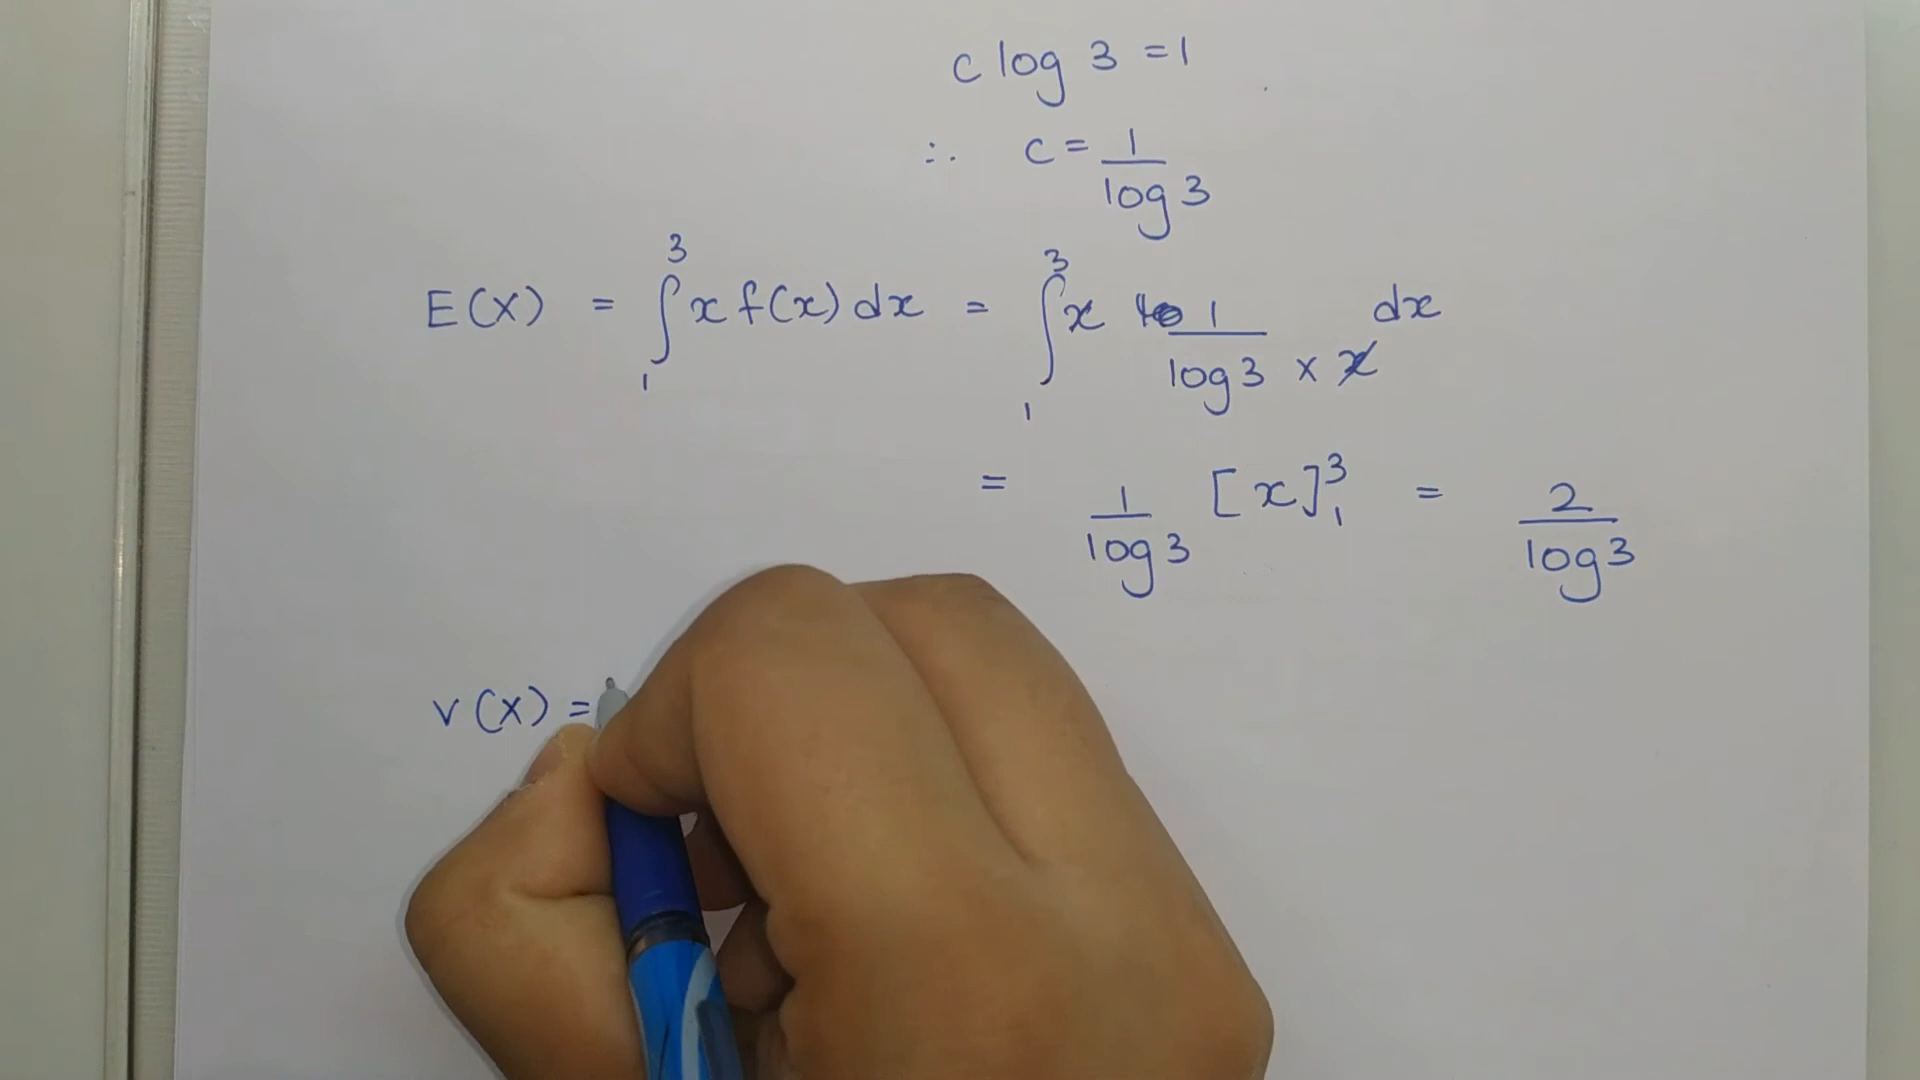 c log 3 = 1
∴ c = 1/log 3
E(X) = ∫₁³ x f(x) dx = ∫₁³ x 1/(log 3 × x) dx
= 1/log 3 [x]₁³ = 2/log 3
V(X) =